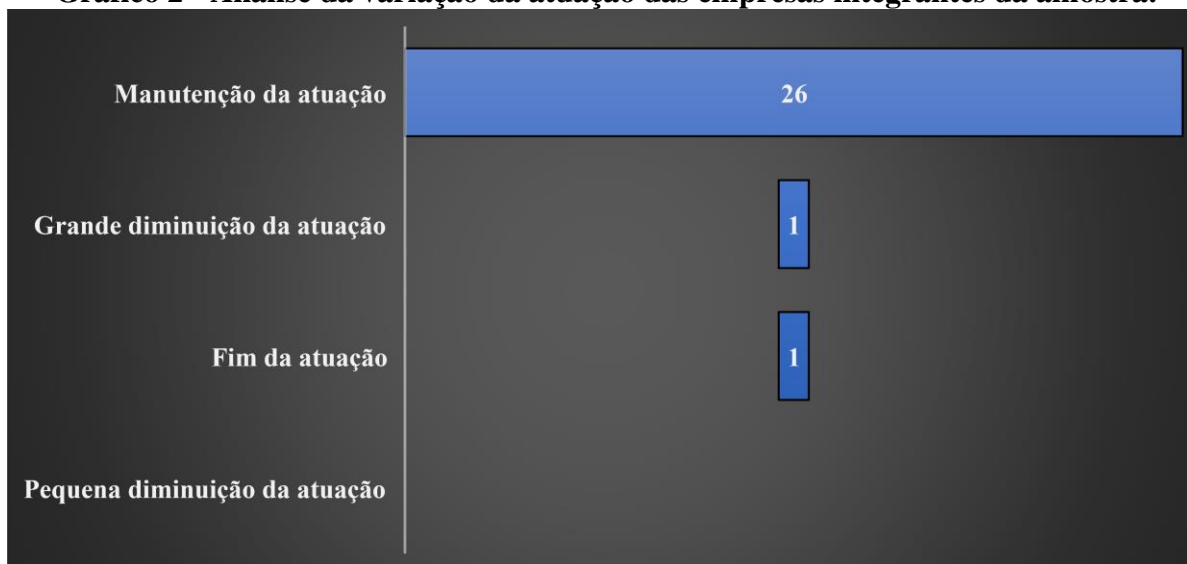 Gráfico 2 - Análise da variação da atuação das empresas integrantes da amostra.
Manutenção da atuação
26
Grande diminuição da atuação
1
Fim da atuação
1
Pequena diminuição da atuação